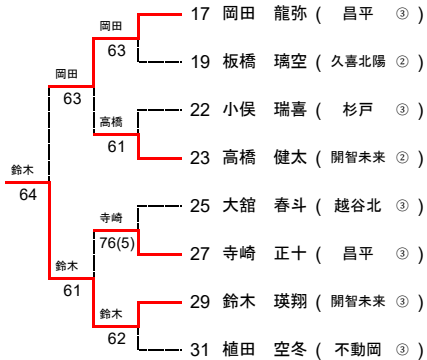 岡田
17 岡田 龍弥 ( 昌平 ③ )
63
岡田
19 板橋 璃空 ( 久喜北陽 ② )
63
22 小俣 瑞喜 ( 杉戸 ③ )
高橋
61
23 高橋 健太 ( 開智未来 ② )
鈴木
64
25 大舘 春斗 ( 越谷北 ③ )
寺崎
76(5)
27 寺崎 正十 ( 昌平 ③ )
鈴木
61
29 鈴木 瑛翔 ( 開智未来 ③ )
鈴木
62
31 植田 空冬 ( 不動岡 ③ )